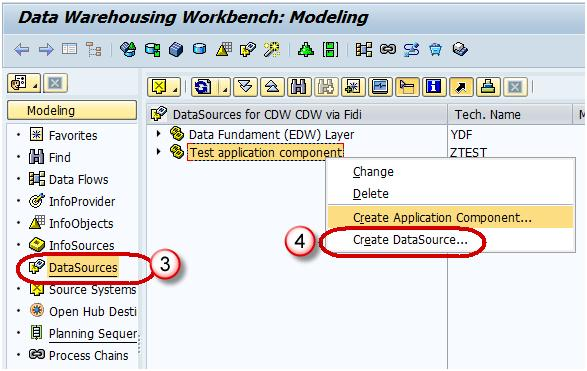 Data Warehousing Workbench: Modeling
Modeling
DataSources for CDW CDW via Fidi Tech. Name M
Favorites
Data Fundament (EDW) Layer YDF
Find
Test application component ZTEST
Data Flows
Change
InfoProvider
Delete
InfoObjects
Create Application Component...
InfoSources
4 Create DataSource...
DataSources 3
Source Systems
Open Hub Desti
Planning Sequer
Process Chains